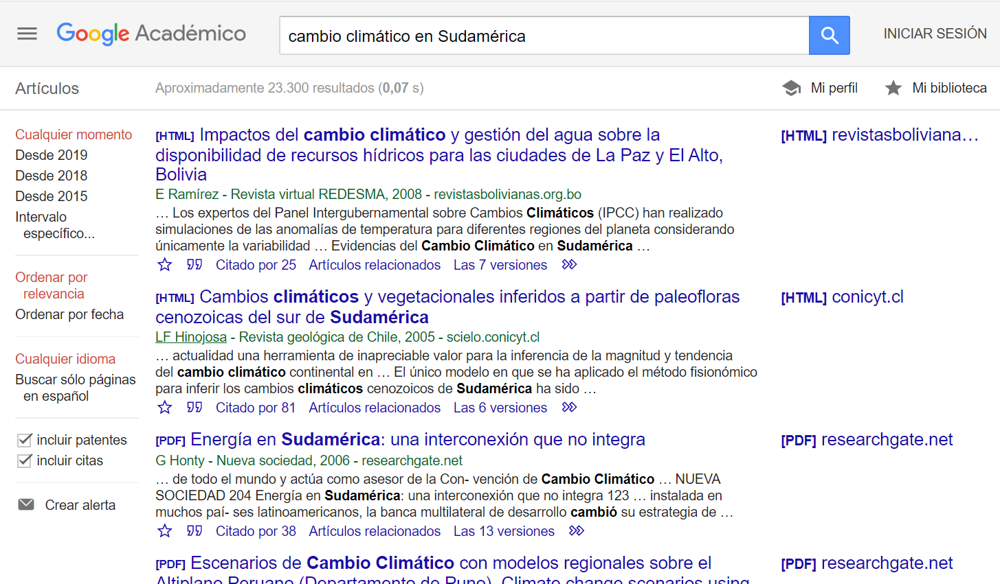 Google Académico
cambio climático en Sudamérica
INICIAR SESIÓN
Artículos
Aproximadamente 23.300 resultados (0,07 s)
Mi perfil
Mi biblioteca
Cualquier momento
Desde 2019
Desde 2018
Desde 2015
Intervalo
específico...
Ordenar por
relevancia
Ordenar por fecha
Cualquier idioma
Buscar sólo páginas
en español
incluir patentes
incluir citas
Crear alerta
[HTML] Impactos del cambio climático y gestión del agua sobre la
disponibilidad de recursos hídricos para las ciudades de La Paz y El Alto,
Bolivia
E Ramírez - Revista virtual REDESMA, 2008 - revistasbolivianas.org.bo
… Los expertos del Panel Intergubernamental sobre Cambios Climáticos (IPCC) han realizado
simulaciones de las anomalías de temperatura para diferentes regiones del planeta considerando
únicamente la variabilidad … Evidencias del Cambio Climático en Sudamérica …
Citado por 25 Artículos relacionados Las 7 versiones
[HTML] revistasboliviana…
[HTML] Cambios climáticos y vegetacionales inferidos a partir de paleofloras
cenozoicas del sur de Sudamérica
LF Hinojosa - Revista geológica de Chile, 2005 - scielo.conicyt.cl
… actualidad una herramienta de inapreciable valor para la inferencia de la magnitud y tendencia
del cambio climático continental en … El único modelo en que se ha aplicado el método fisionómico
para inferir los cambios climáticos cenozoicos de Sudamérica ha sido …
Citado por 81 Artículos relacionados Las 6 versiones
[HTML] conicyt.cl
[PDF] Energía en Sudamérica: una interconexión que no integra
G Honty - Nueva sociedad, 2006 - researchgate.net
… de todo el mundo y actúa como asesor de la Con- vención de Cambio Climático … NUEVA
SOCIEDAD 204 Energía en Sudamérica: una interconexión que no integra 123 … instalada en
muchos paí- ses latinoamericanos, la banca multilateral de desarrollo cambió su estrategia de …
Citado por 38 Artículos relacionados Las 13 versiones
[PDF] researchgate.net
[PDF] Escenarios de Cambio Climático con modelos regionales sobre el
Altiplano Peruano (Departamento de Puno). Climate change scenarios using
[PDF] researchgate.net